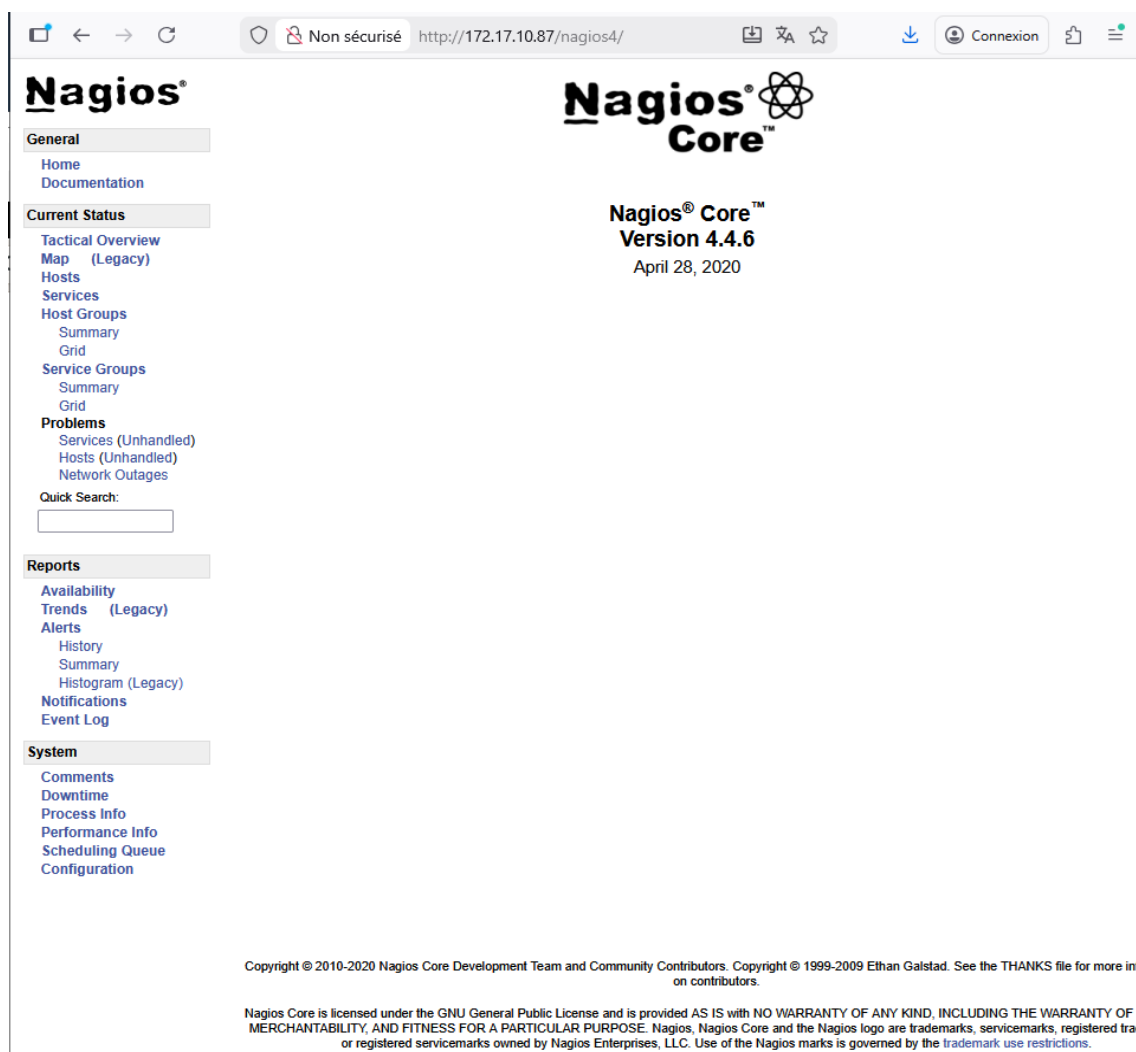 Non sécurisé http://172.17.10.87/nagios4/ Connexion
Nagios®
General
Home
Documentation
Current Status
Tactical Overview
Map (Legacy)
Hosts
Services
Host Groups
Summary
Grid
Service Groups
Summary
Grid
Problems
Services (Unhandled)
Hosts (Unhandled)
Network Outages
Quick Search:
Reports
Availability
Trends (Legacy)
Alerts
History
Summary
Histogram (Legacy)
Notifications
Event Log
System
Comments
Downtime
Process Info
Performance Info
Scheduling Queue
Configuration
Nagios®
Core™
Nagios® Core™
Version 4.4.6
April 28, 2020
Copyright © 2010-2020 Nagios Core Development Team and Community Contributors. Copyright © 1999-2009 Ethan Galstad. See the THANKS file for more in
on contributors.
Nagios Core is licensed under the GNU General Public License and is provided AS IS with NO WARRANTY OF ANY KIND, INCLUDING THE WARRANTY OF
MERCHANTABILITY, AND FITNESS FOR A PARTICULAR PURPOSE. Nagios, Nagios Core and the Nagios logo are trademarks, servicemarks, registered tra
or registered servicemarks owned by Nagios Enterprises, LLC. Use of the Nagios marks is governed by the trademark use restrictions.